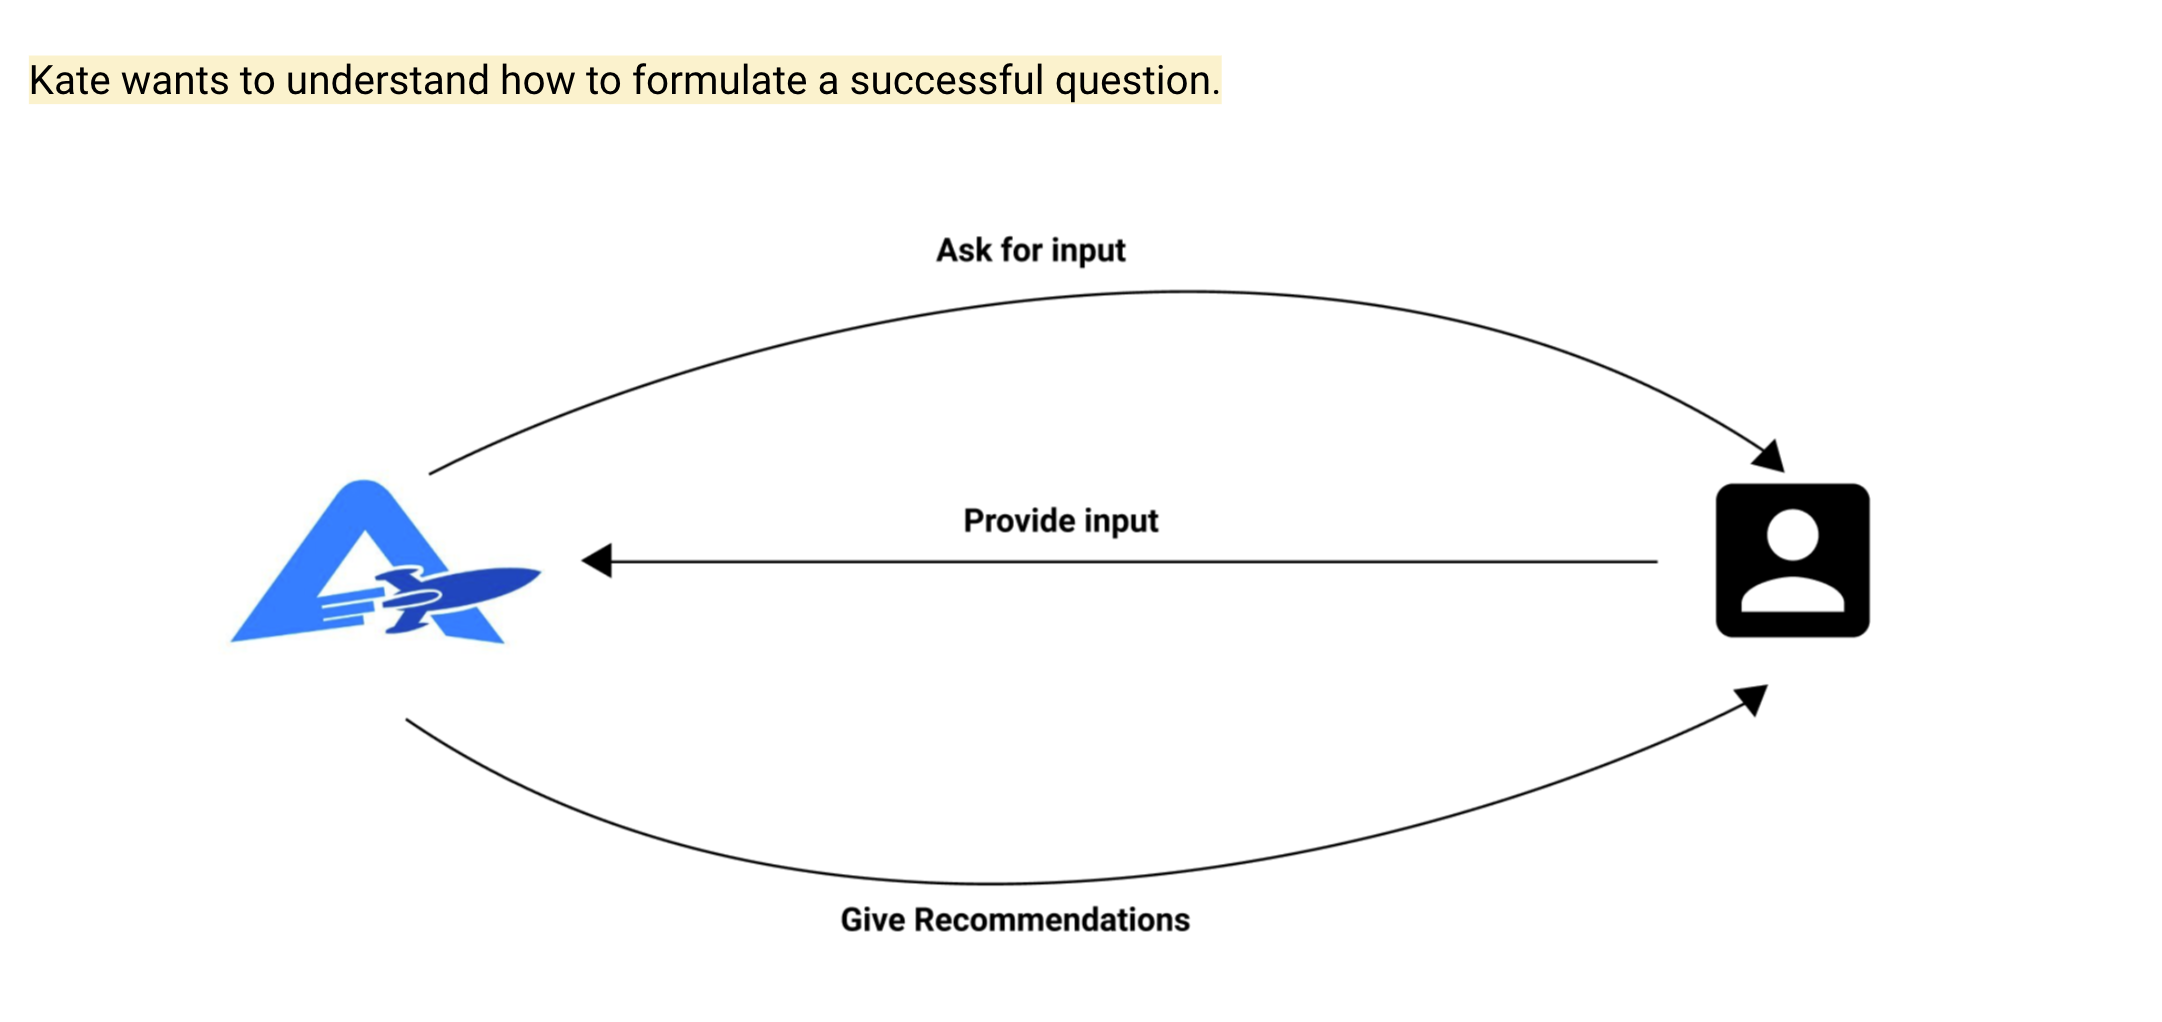 Kate wants to understand how to formulate a successful question.
Ask for input
Provide input
Give Recommendations